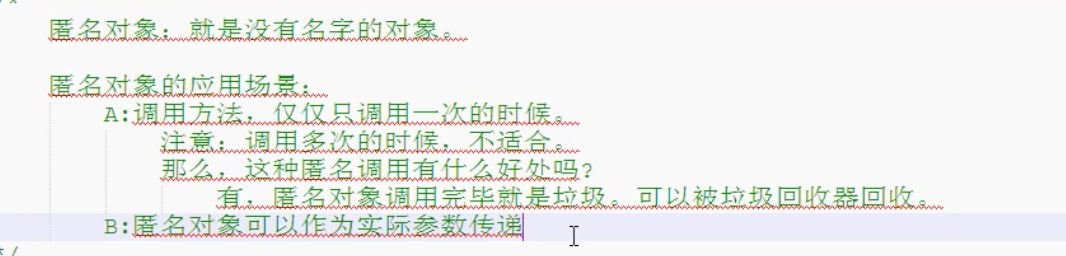 /*
匿名对象：就是没有名字的对象。
匿名对象的应用场景：
A:调用方法，仅仅只调用一次的时候。
注意：调用多次的时候，不适合。
那么，这种匿名调用有什么好处吗?
有，匿名对象调用完毕就是垃圾。可以被垃圾回收器回收。
B:匿名对象可以作为实际参数传递
*/